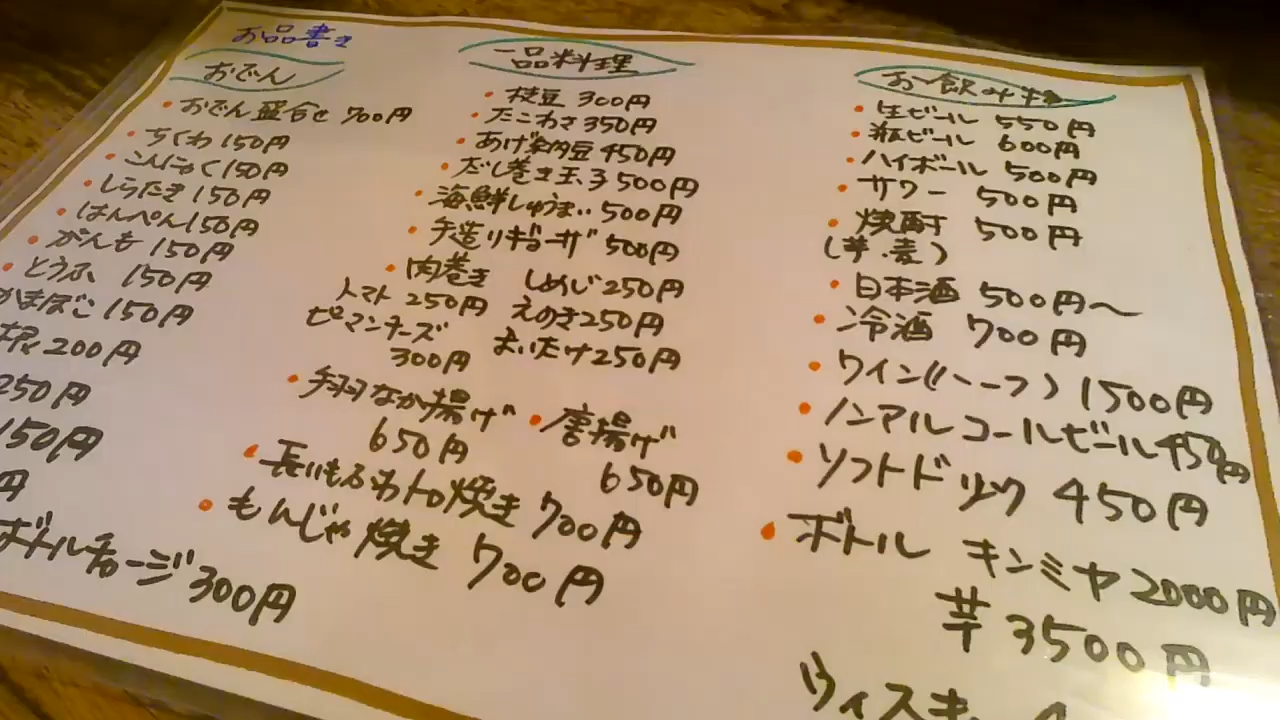 お品書き
おでん
おでん盛合せ 700円
ちくわ 150円
こんにゃく 150円
しらたき 150円
はんぺん 150円
がんも 150円
とうふ 150円
かまぼこ 150円
根 200円
250円
150円
円
ボトルチャージ 300円
一品料理
枝豆 300円
たこわさ 350円
あげ納豆 450円
だし巻き玉子 500円
海鮮しゅうまい 500円
手造りギョーザ 500円
肉巻き しめじ 250円
トマト 250円 えのき 250円
ピーマンチーズ 300円 まいたけ 250円
手羽なか揚げ 650円
唐揚げ 650円
長いもふわトロ焼き 700円
もんじゃ焼き 700円
お飲み物
生ビール 550円
瓶ビール 600円
ハイボール 500円
サワー 500円
焼酎 500円
(芋・麦)
日本酒 500円～
冷酒 700円
ワイン(ハーフ) 1500円
ノンアルコールビール 450円
ソフトドリンク 450円
ボトル キンミヤ 2000円
芋 3500円
ウィスキー